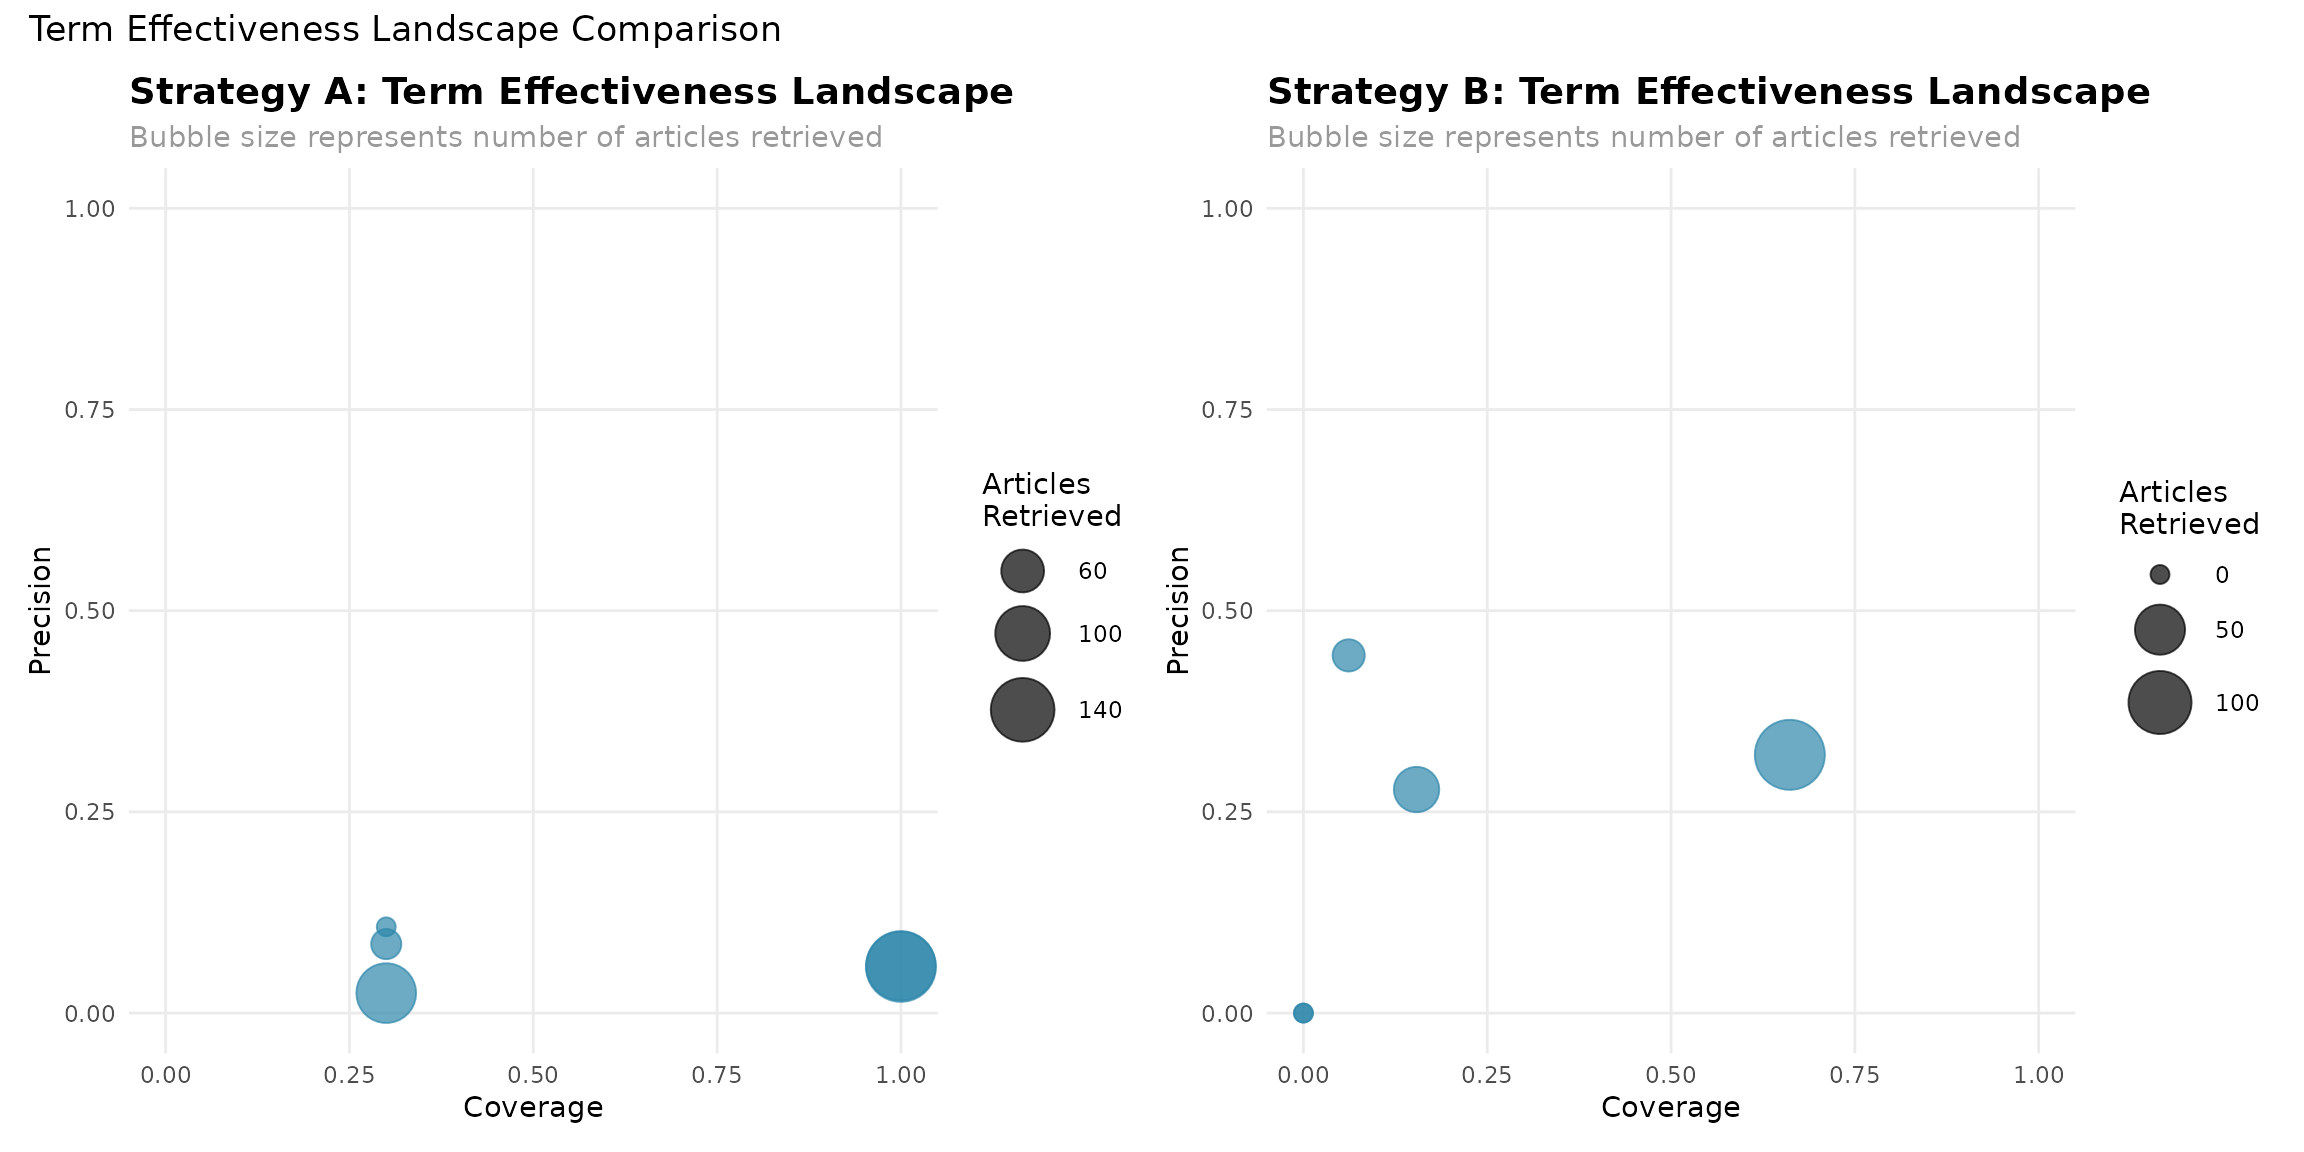 Term Effectiveness Landscape Comparison
Strategy A: Term Effectiveness Landscape
Bubble size represents number of articles retrieved
1.00
0.75
0.50
0.25
0.00
Precision
0.00 0.25 0.50 0.75 1.00
Coverage
Articles
Retrieved
60
100
140
Strategy B: Term Effectiveness Landscape
Bubble size represents number of articles retrieved
1.00
0.75
0.50
0.25
0.00
Precision
0.00 0.25 0.50 0.75 1.00
Coverage
Articles
Retrieved
0
50
100